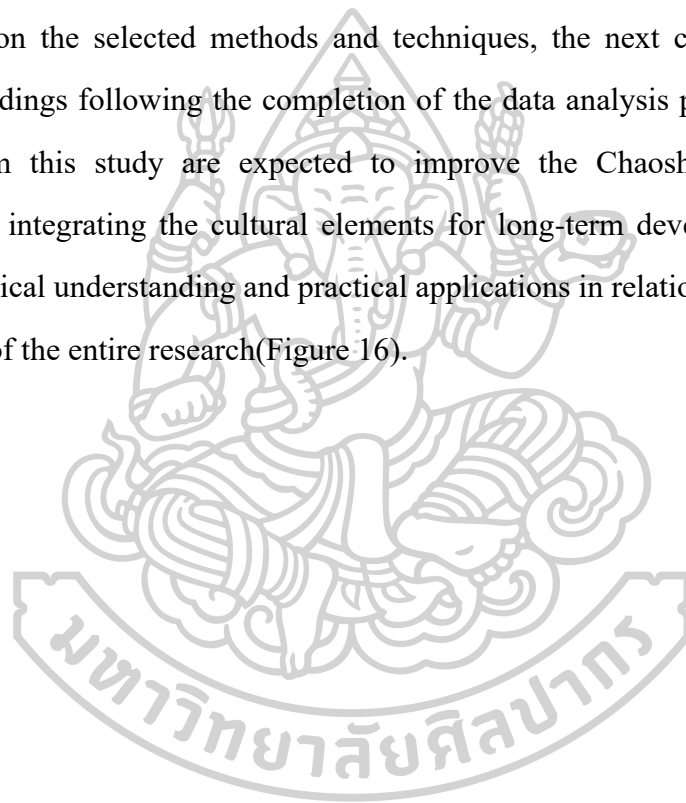 on the selected methods and techniques, the next c
dings following the completion of the data analysis p
this study are expected to improve the Chaosh
integrating the cultural elements for long-term deve
ical understanding and practical applications in relatio
of the entire research(Figure 16).
มหาวิทยาลัยศิลปากร